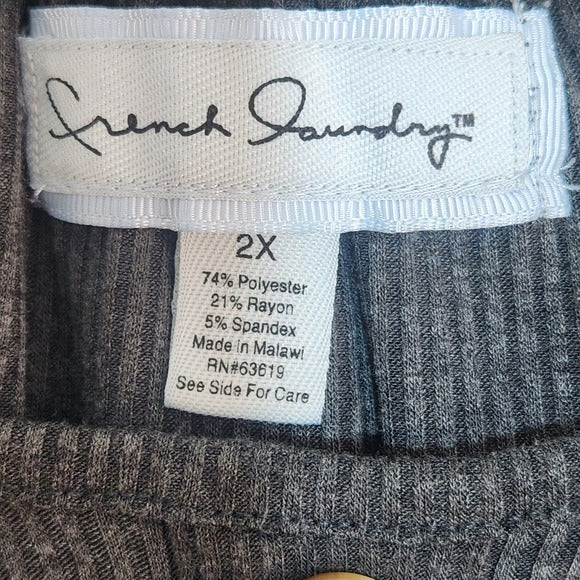 French Laundry™
2X
74% Polyester
21% Rayon
5% Spandex
Made in Malawi
RN#63619
See Side For Care